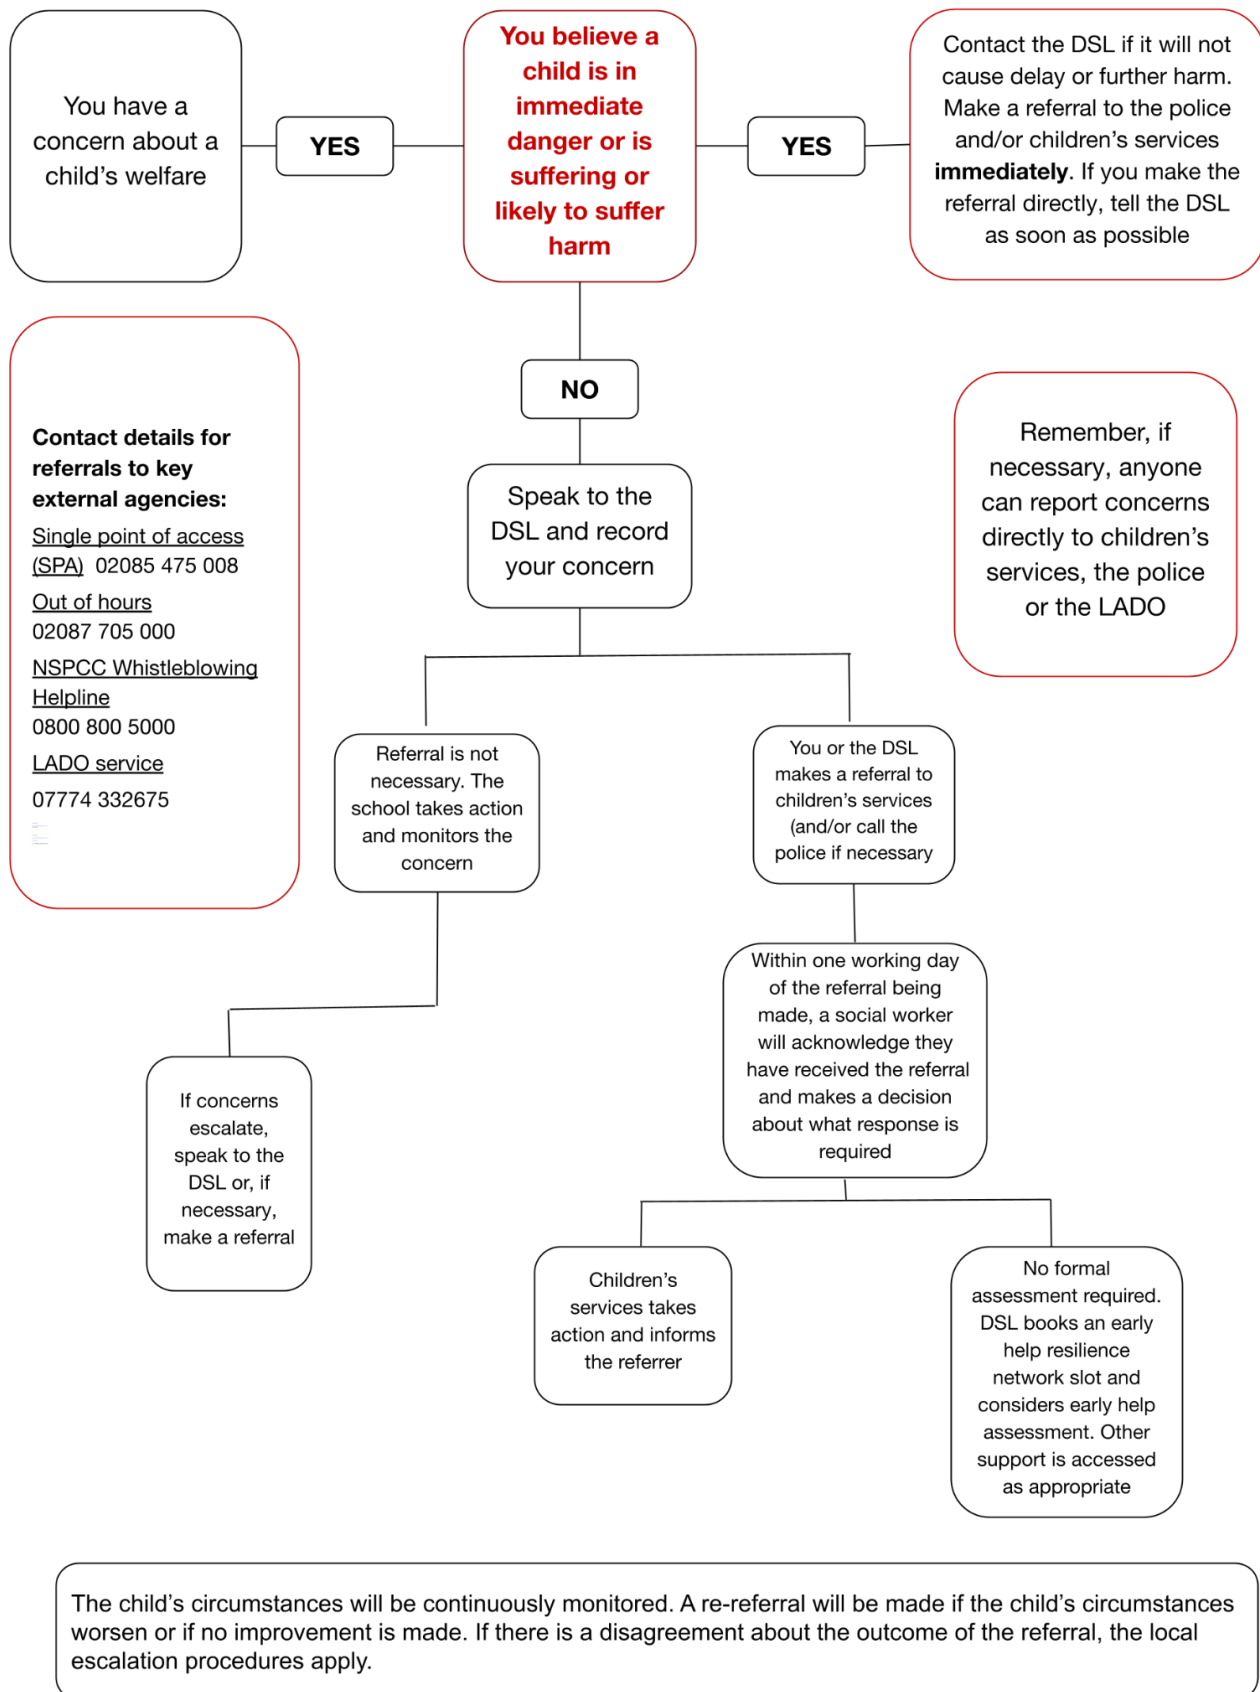 You have a
concern about a
child’s welfare
YES
You believe a
child is in
immediate
danger or is
suffering or
likely to suffer
harm
YES
Contact the DSL if it will not
cause delay or further harm.
Make a referral to the police
and/or children’s services
immediately. If you make the
referral directly, tell the DSL
as soon as possible
NO
Contact details for
referrals to key
external agencies:
Single point of access
(SPA) 02085 475 008
Out of hours
02087 705 000
NSPCC Whistleblowing
Helpline
0800 800 5000
LADO service
07774 332675
Speak to the
DSL and record
your concern
Remember, if
necessary, anyone
can report concerns
directly to children’s
services, the police
or the LADO
Referral is not
necessary. The
school takes action
and monitors the
concern
You or the DSL
makes a referral to
children’s services
(and/or call the
police if necessary
Within one working day
of the referral being
made, a social worker
will acknowledge they
have received the referral
and makes a decision
about what response is
required
If concerns
escalate,
speak to the
DSL or, if
necessary,
make a referral
Children’s
services takes
action and informs
the referrer
No formal
assessment required.
DSL books an early
help resilience
network slot and
considers early help
assessment. Other
support is accessed
as appropriate
The child’s circumstances will be continuously monitored. A re-referral will be made if the child’s circumstances
worsen or if no improvement is made. If there is a disagreement about the outcome of the referral, the local
escalation procedures apply.